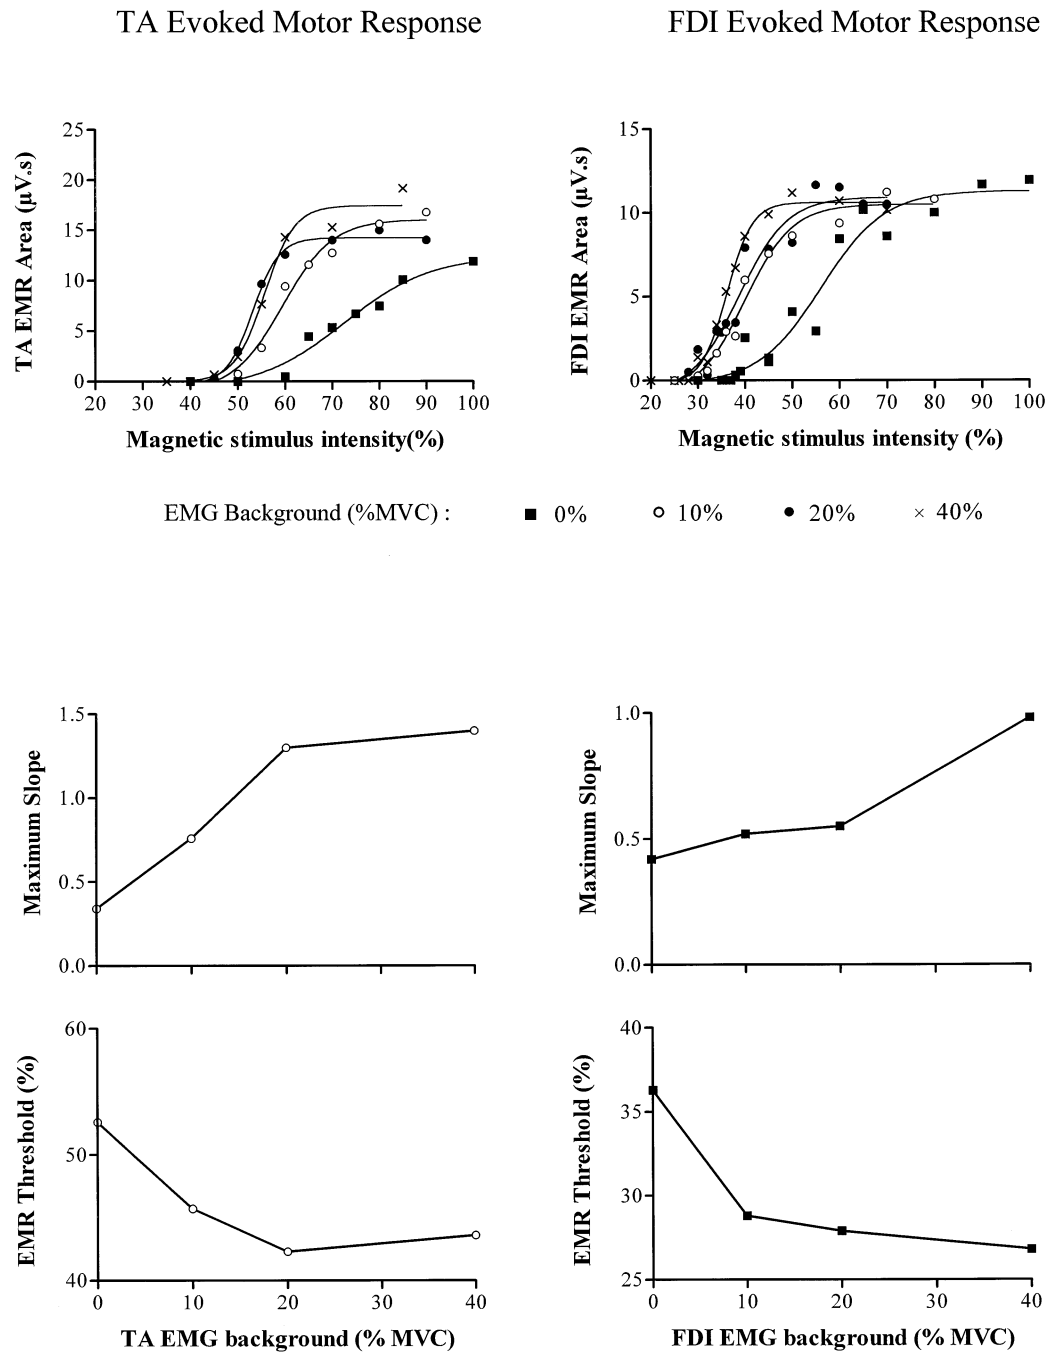 TA Evoked Motor Response
FDI Evoked Motor Response
TA EMR Area (µV.s)
25
20
15
10
5
0
20 30 40 50 60 70 80 90 100
Magnetic stimulus intensity(%)
FDI EMR Area (µV.s)
15
10
5
0
20 30 40 50 60 70 80 90 100
Magnetic stimulus intensity (%)
EMG Background (%MVC) : 0% 10% 20% 40%
Maximum Slope
1.5
1.0
0.5
0.0
Maximum Slope
1.0
0.5
0.0
EMR Threshold (%)
60
50
40
0 10 20 30 40
TA EMG background (% MVC)
EMR Threshold (%)
40
35
30
25
0 10 20 30 40
FDI EMG background (% MVC)